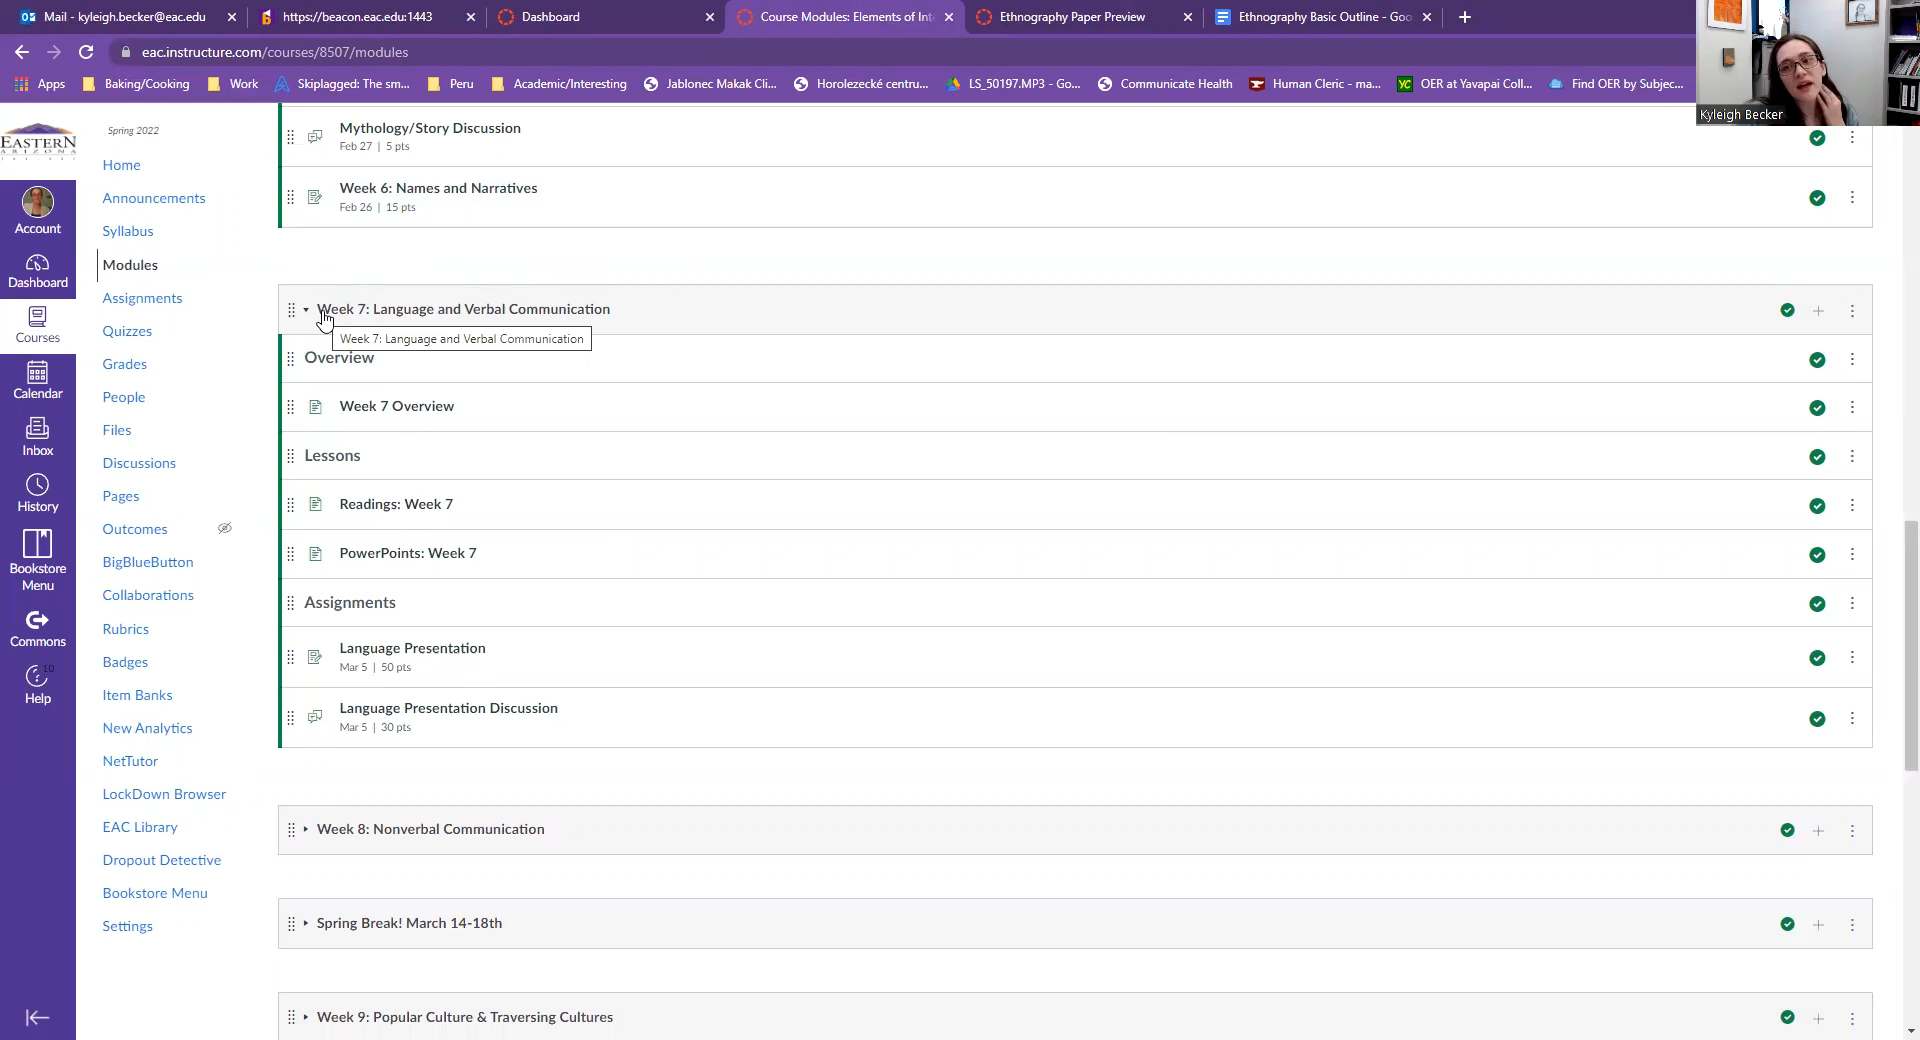 Mail - kyleigh.becker@eac.edu
https://beacon.eac.edu:1443
Dashboard
Course Modules: Elements of Int
Ethnography Paper Preview
Ethnography Basic Outline - Goo
eac.instructure.com/courses/8507/modules
Apps
Baking/Cooking
Work
Skiplagged: The sm...
Peru
Academic/Interesting
Jablonec Makak Cli...
Horolezecké centru...
LS_50197.MP3 - Go...
Communicate Health
Human Cleric - ma...
YC
OER at Yavapai Coll...
Find OER by Subjec...
Kyleigh Becker
EASTERN
ARIZONA
Account
Dashboard
Courses
Calendar
Inbox
History
Bookstore
Menu
Commons
10
Help
Spring 2022
Home
Announcements
Syllabus
Modules
Assignments
Quizzes
Grades
People
Files
Discussions
Pages
Outcomes
BigBlueButton
Collaborations
Rubrics
Badges
Item Banks
New Analytics
NetTutor
LockDown Browser
EAC Library
Dropout Detective
Bookstore Menu
Settings
Mythology/Story Discussion
Feb 27 | 5 pts
Week 6: Names and Narratives
Feb 26 | 15 pts
Week 7: Language and Verbal Communication
Week 7: Language and Verbal Communication
Overview
Week 7 Overview
Lessons
Readings: Week 7
PowerPoints: Week 7
Assignments
Language Presentation
Mar 5 | 50 pts
Language Presentation Discussion
Mar 5 | 30 pts
Week 8: Nonverbal Communication
Spring Break! March 14-18th
Week 9: Popular Culture & Traversing Cultures